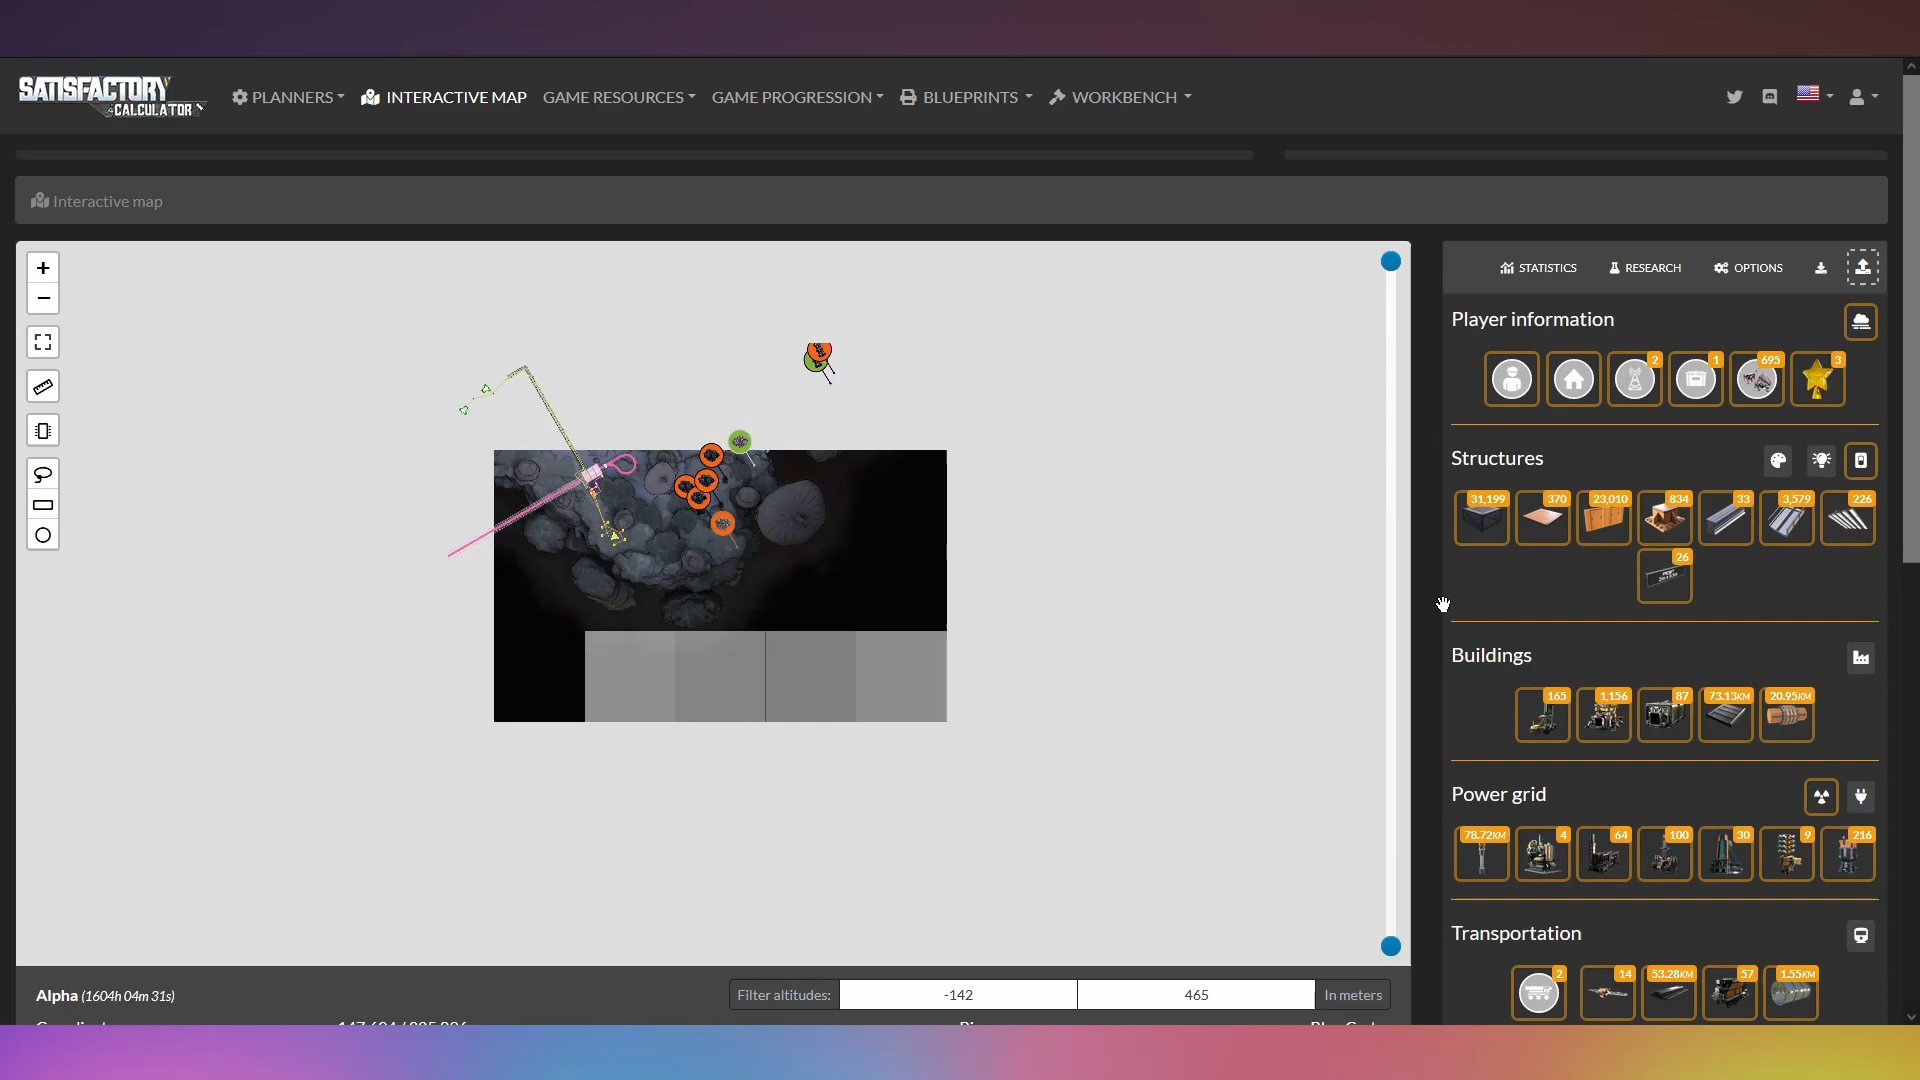 SATISFACTORY
CALCULATOR
PLANNERS INTERACTIVE MAP GAME RESOURCES GAME PROGRESSION BLUEPRINTS WORKBENCH
Interactive map
+
−
STATISTICS RESEARCH OPTIONS
Player information
2 1 695 3
Structures
31,199 370 23,010 834 33 3,579 226
26
Buildings
165 1,156 87 73.13KM 20.95KM
Power grid
78.72KM 4 64 100 30 9 216
Transportation
2 14 53.28KM 57 1.55KM
Alpha (1604h 04m 31s)
Filter altitudes: -142 465 In meters